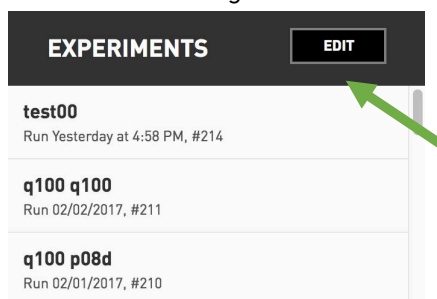 EXPERIMENTS
EDIT
test00
Run Yesterday at 4:58 PM, #214
q100 q100
Run 02/02/2017, #211
q100 p08d
Run 02/01/2017, #210